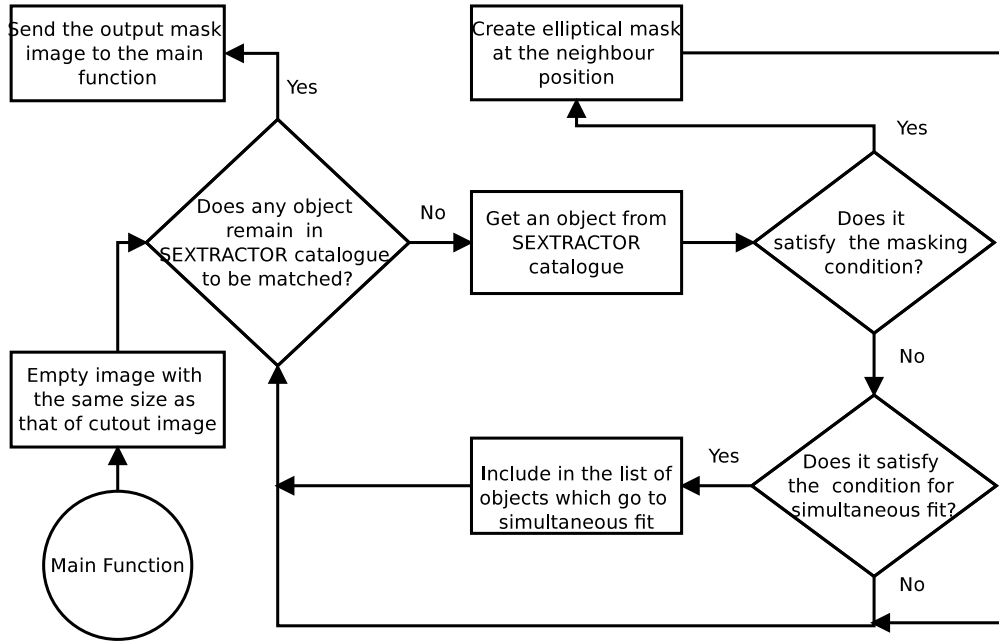 Send the output mask
image to the main
function
Yes
Create elliptical mask
at the neighbour
position
Yes
Does any object
remain in
SEXTRACTOR catalogue
to be matched?
No
Get an object from
SEXTRACTOR
catalogue
Does it
satisfy the masking
condition?
No
Empty image with
the same size as
that of cutout image
Main Function
Include in the list of
objects which go to
simultaneous fit
Yes
Does it satisfy
the condition for
simultaneous fit?
No